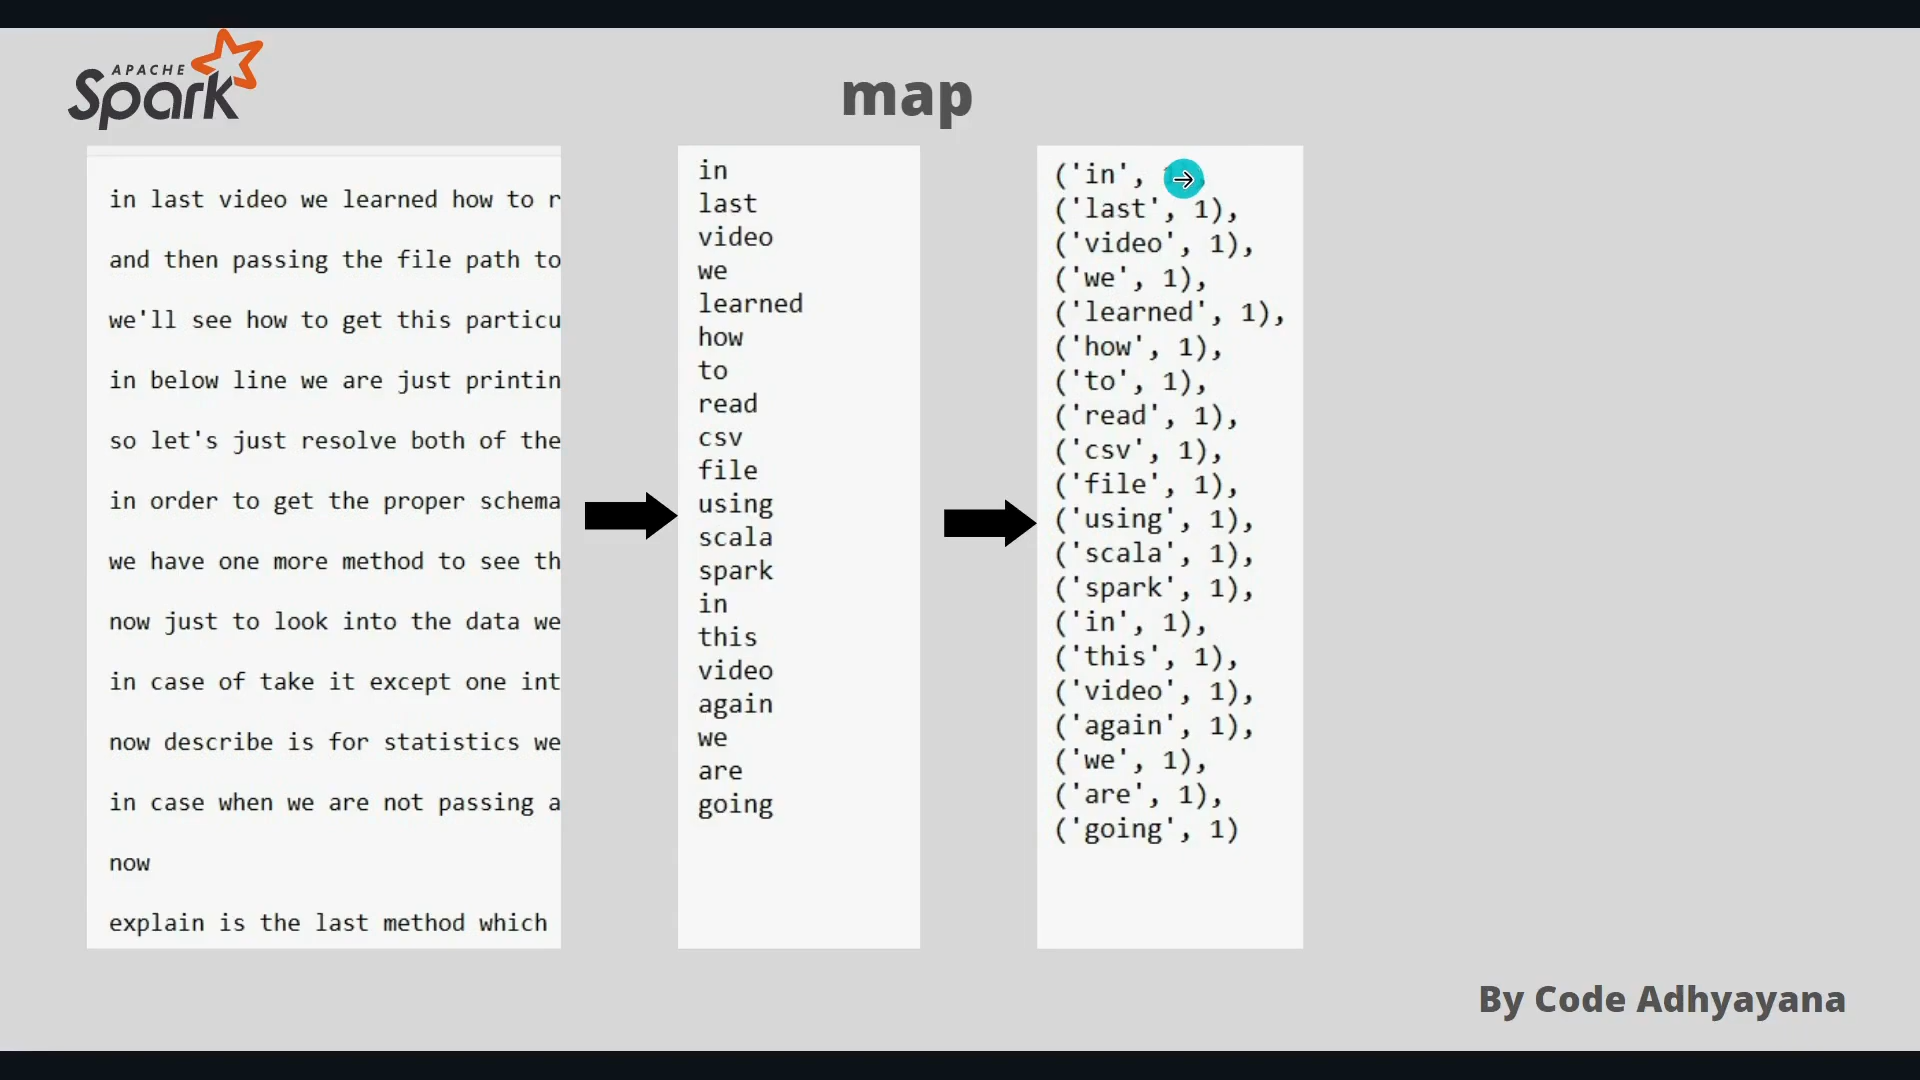 APACHE
Spark
map
in last video we learned how to r
and then passing the file path to
we'll see how to get this particu
in below line we are just printin
so let's just resolve both of the
in order to get the proper schema
we have one more method to see th
now just to look into the data we
in case of take it except one int
now describe is for statistics we
in case when we are not passing a
now
explain is the last method which
in
last
video
we
learned
how
to
read
csv
file
using
scala
spark
in
this
video
again
we
are
going
('in',
('last', 1),
('video', 1),
('we', 1),
('learned', 1),
('how', 1),
('to', 1),
('read', 1),
('csv', 1),
('file', 1),
('using', 1),
('scala', 1),
('spark', 1),
('in', 1),
('this', 1),
('video', 1),
('again', 1),
('we', 1),
('are', 1),
('going', 1)
By Code Adhyayana